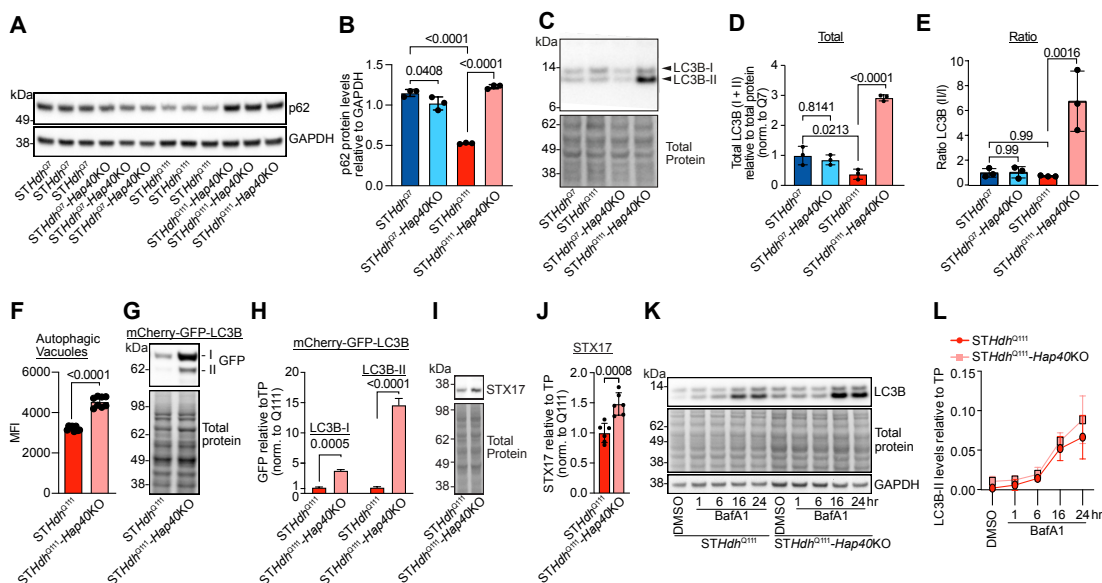 A
kDa
49-
38-
p62
GAPDH
STHdhQ7
STHdhQ7
STHdhQ7
STHdhQ7-Hap40KO
STHdhQ7-Hap40KO
STHdhQ7-Hap40KO
STHdhQ111
STHdhQ111
STHdhQ111
STHdhQ111-Hap40KO
STHdhQ111-Hap40KO
STHdhQ111-Hap40KO
B
p62 protein levels
relative to GAPDH
1.5
1.0
0.5
0.0
<0.0001
0.0408
<0.0001
STHdhQ7
STHdhQ7-Hap40KO
STHdhQ111
STHdhQ111-Hap40KO
C
kDa
14-
6-
LC3B-I
LC3B-II
62-
49-
38-
28-
14-
Total
Protein
STHdhQ7
STHdhQ111
STHdhQ7-Hap40KO
STHdhQ111-Hap40KO
D
Total
Total LC3B (I + II)
relative to total protein
(norm. to Q7)
4
3
2
1
0
<0.0001
0.8141
0.0213
STHdhQ7
STHdhQ7-Hap40KO
STHdhQ111
STHdhQ111-Hap40KO
E
Ratio
Ratio LC3B (II/I)
10
8
6
4
2
0
0.0016
0.99
0.99
STHdhQ7
STHdhQ7-Hap40KO
STHdhQ111
STHdhQ111-Hap40KO
F
Autophagic
Vacuoles
MFI
6000
4000
2000
0
<0.0001
STHdhQ111
STHdhQ111-Hap40KO
G
mCherry-GFP-LC3B
kDa
62-
- I
GFP
- II
98-
62-
49-
38-
Total
protein
STHdhQ111
STHdhQ111-Hap40KO
H
mCherry-GFP-LC3B
GFP relative to TP
(norm. to Q111)
20
15
10
5
0
LC3B-II
<0.0001
LC3B-I
0.0005
STHdhQ111
STHdhQ111-Hap40KO
STHdhQ111
STHdhQ111-Hap40KO
I
kDa
38-
28-
STX17
98-
62-
49-
38-
28-
Total
Protein
STHdhQ111
STHdhQ111-Hap40KO
J
STX17
STX17 relative to TP
(norm. to Q111)
2.0
1.5
1.0
0.5
0.0
0.0008
STHdhQ111
STHdhQ111-Hap40KO
K
kDa
14-
LC3B
62-
49-
38-
Total
protein
38-
GAPDH
DMSO
1 6 16 24
DMSO
1 6 16 24 hr
BafA1
BafA1
STHdhQ111
STHdhQ111-Hap40KO
L
STHdhQ111
STHdhQ111-Hap40KO
LC3B-II levels relative to TP
0.15
0.10
0.05
0.00
DMSO
1 6 16 24 hr
BafA1